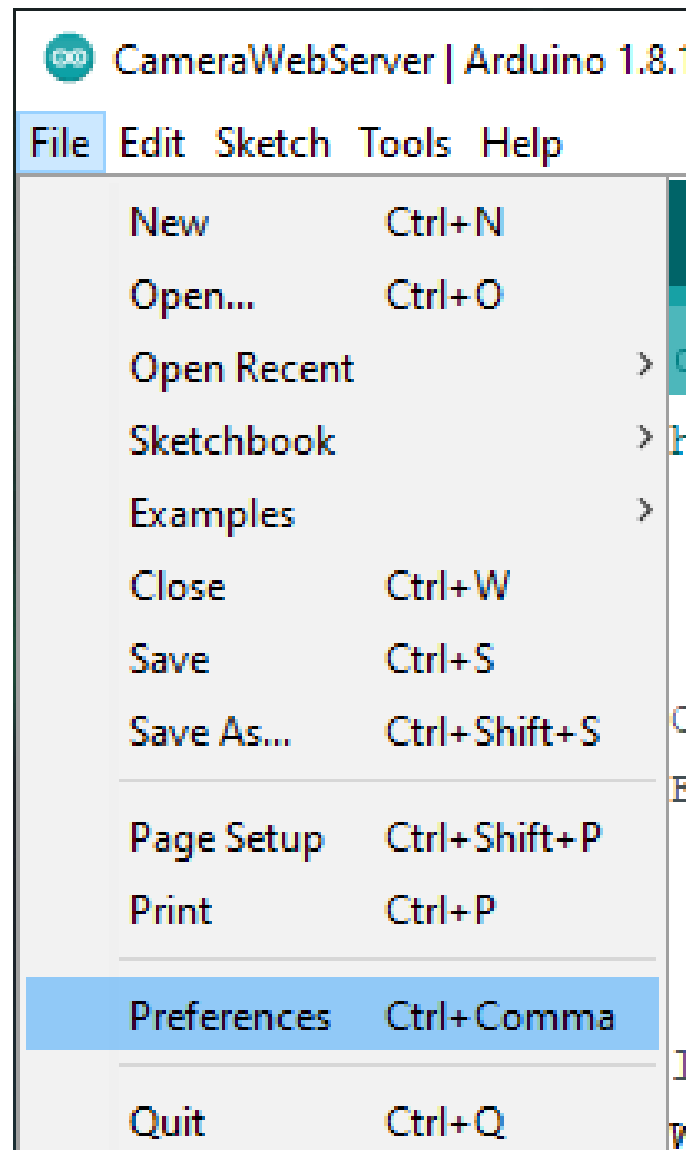 CameraWebServer | Arduino 1.8.1
File Edit Sketch Tools Help
New Ctrl+N
Open... Ctrl+O
Open Recent
Sketchbook
Examples
Close Ctrl+W
Save Ctrl+S
Save As... Ctrl+Shift+S
Page Setup Ctrl+Shift+P
Print Ctrl+P
Preferences Ctrl+Comma
Quit Ctrl+Q